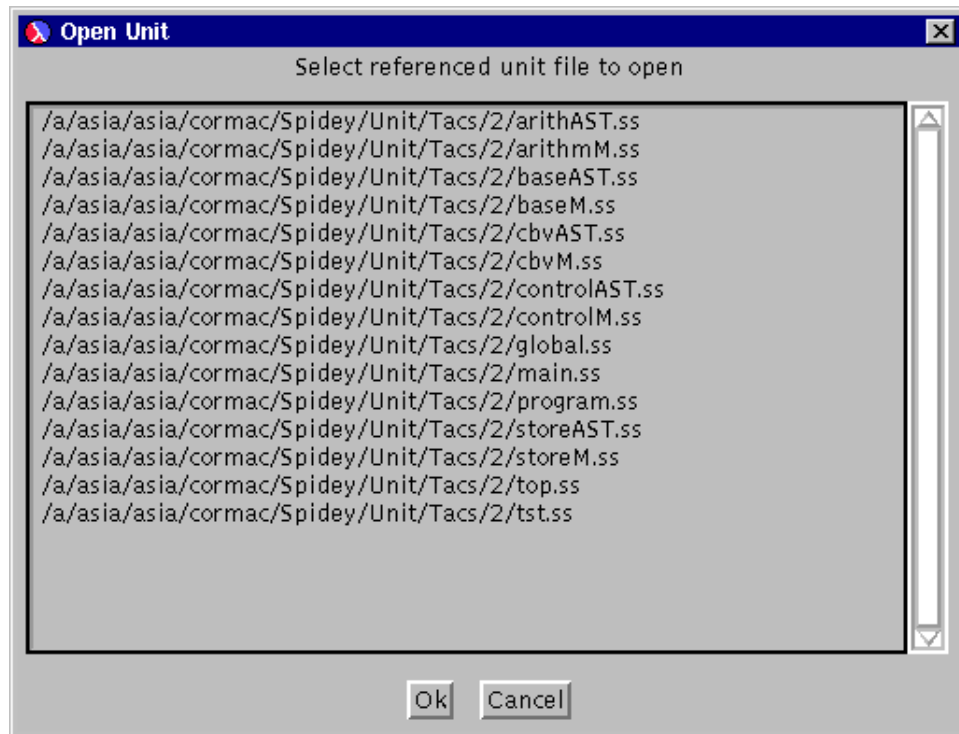 Open Unit
Select referenced unit file to open
/a/asia/asia/cormac/Spidey/Unit/Tacs/2/arithAST.ss
/a/asia/asia/cormac/Spidey/Unit/Tacs/2/arithmM.ss
/a/asia/asia/cormac/Spidey/Unit/Tacs/2/baseAST.ss
/a/asia/asia/cormac/Spidey/Unit/Tacs/2/baseM.ss
/a/asia/asia/cormac/Spidey/Unit/Tacs/2/cbvAST.ss
/a/asia/asia/cormac/Spidey/Unit/Tacs/2/cbvM.ss
/a/asia/asia/cormac/Spidey/Unit/Tacs/2/controlAST.ss
/a/asia/asia/cormac/Spidey/Unit/Tacs/2/controlM.ss
/a/asia/asia/cormac/Spidey/Unit/Tacs/2/global.ss
/a/asia/asia/cormac/Spidey/Unit/Tacs/2/main.ss
/a/asia/asia/cormac/Spidey/Unit/Tacs/2/program.ss
/a/asia/asia/cormac/Spidey/Unit/Tacs/2/storeAST.ss
/a/asia/asia/cormac/Spidey/Unit/Tacs/2/storeM.ss
/a/asia/asia/cormac/Spidey/Unit/Tacs/2/top.ss
/a/asia/asia/cormac/Spidey/Unit/Tacs/2/tst.ss
Ok Cancel